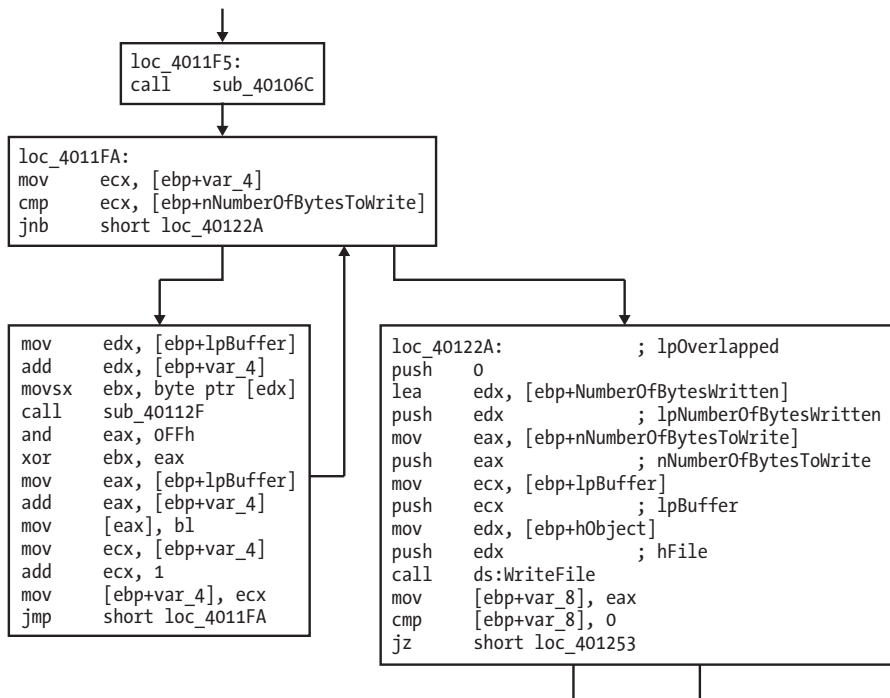 loc_4011F5:
call    sub_40106C
loc_4011FA:
mov     ecx, [ebp+var_4]
cmp     ecx, [ebp+nNumberOfBytesToWrite]
jnb     short loc_40122A
mov     edx, [ebp+lpBuffer]
add     edx, [ebp+var_4]
movsx   ebx, byte ptr [edx]
call    sub_40112F
and     eax, 0FFh
xor     ebx, eax
mov     eax, [ebp+lpBuffer]
add     eax, [ebp+var_4]
mov     [eax], bl
mov     ecx, [ebp+var_4]
add     ecx, 1
mov     [ebp+var_4], ecx
jmp     short loc_4011FA
loc_40122A:             ; lpOverlapped
push    0
lea     edx, [ebp+NumberOfBytesWritten]
push    edx             ; lpNumberOfBytesWritten
mov     eax, [ebp+nNumberOfBytesToWrite]
push    eax             ; nNumberOfBytesToWrite
mov     ecx, [ebp+lpBuffer]
push    ecx             ; lpBuffer
mov     edx, [ebp+hObject]
push    edx             ; hFile
call    ds:WriteFile
mov     [ebp+var_8], eax
cmp     [ebp+var_8], 0
jz      short loc_401253